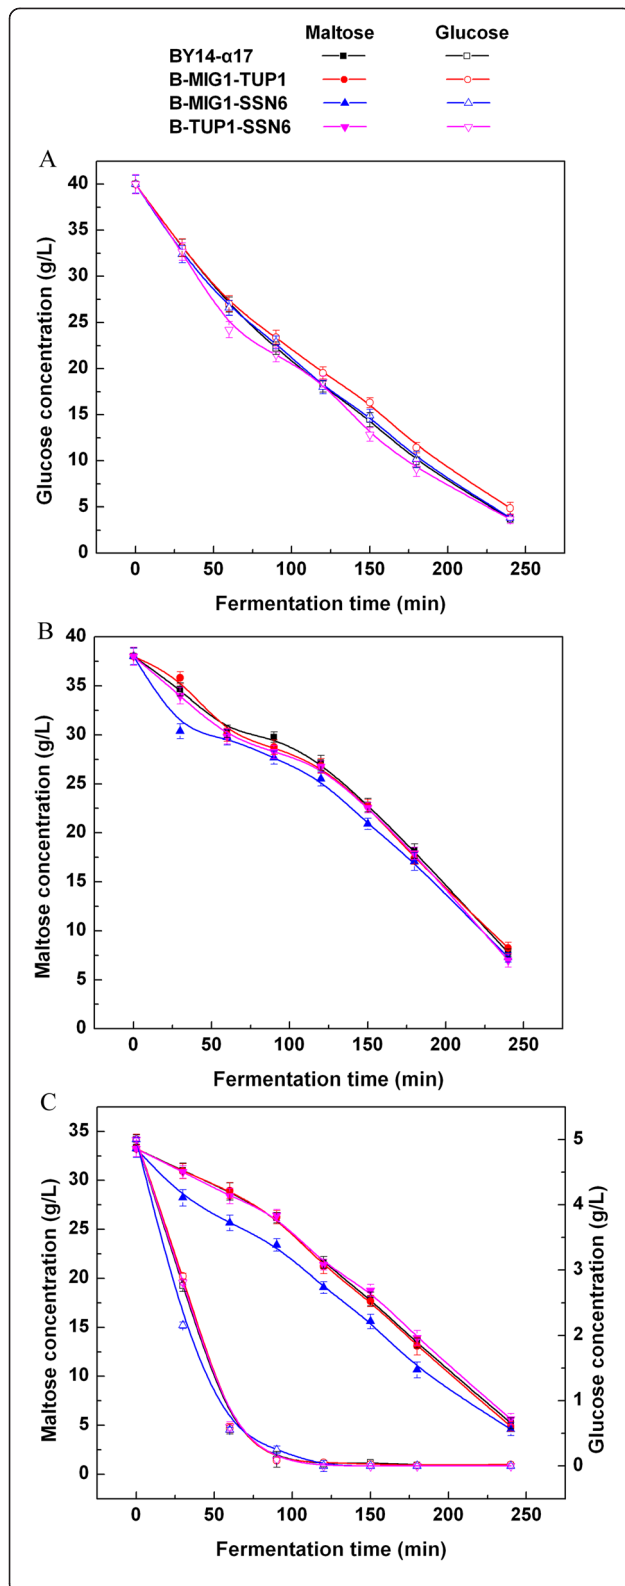 Maltose Glucose
BY14-α17
B-MIG1-TUP1
B-MIG1-SSN6
B-TUP1-SSN6
A
40
35
30
25
20
15
10
5
0
Glucose concentration (g/L)
0 50 100 150 200 250
Fermentation time (min)
B
40
35
30
25
20
15
10
5
0
Maltose concentration (g/L)
0 50 100 150 200 250
Fermentation time (min)
C
35
30
25
20
15
10
5
0
Maltose concentration (g/L)
5
4
3
2
1
0
Glucose concentration (g/L)
0 50 100 150 200 250
Fermentation time (min)